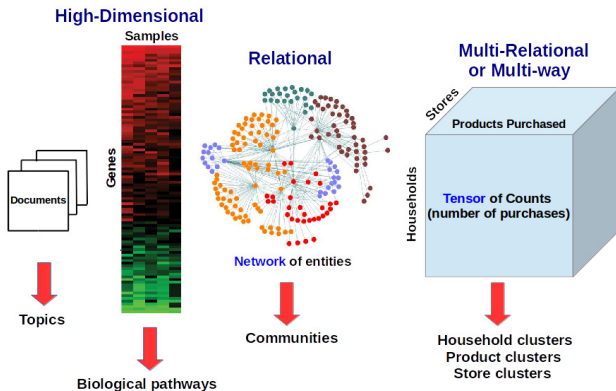 High-Dimensional
Samples
Genes
Documents
Topics
Biological pathways
Relational
Network of entities
Communities
Multi-Relational
or Multi-way
Stores
Products Purchased
Households
Tensor of Counts
(number of purchases)
Household clusters
Product clusters
Store clusters